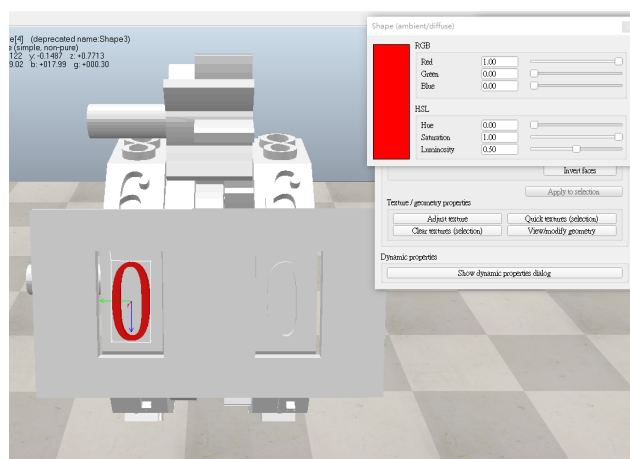 e[4] (deprecated name:Shape3)
e (simple, non-pure)
122 y:-0.1487 z:+0.7713
9.02 b:+017.99 g:+000.30
Shape (ambient/diffuse)
RGB
Red 1.00
Green 0.00
Blue 0.00
HSL
Hue 0.00
Saturation 1.00
Luminosity 0.50
Invert faces
Apply to selection
Texture / geometry properties
Adjust texture Quick textures (selection)
Clear textures (selection) View/modify geometry
Dynamic properties
Show dynamic properties dialog
0 0